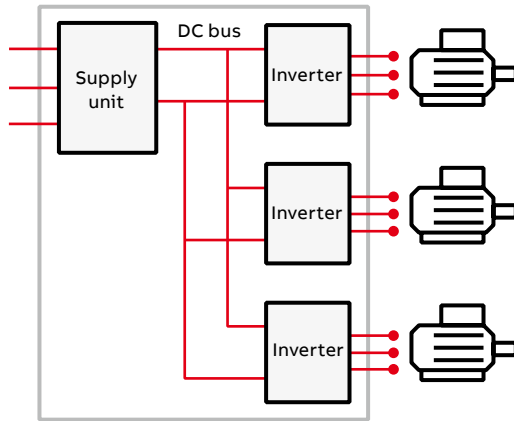 DC bus
Supply
unit
Inverter
Inverter
Inverter